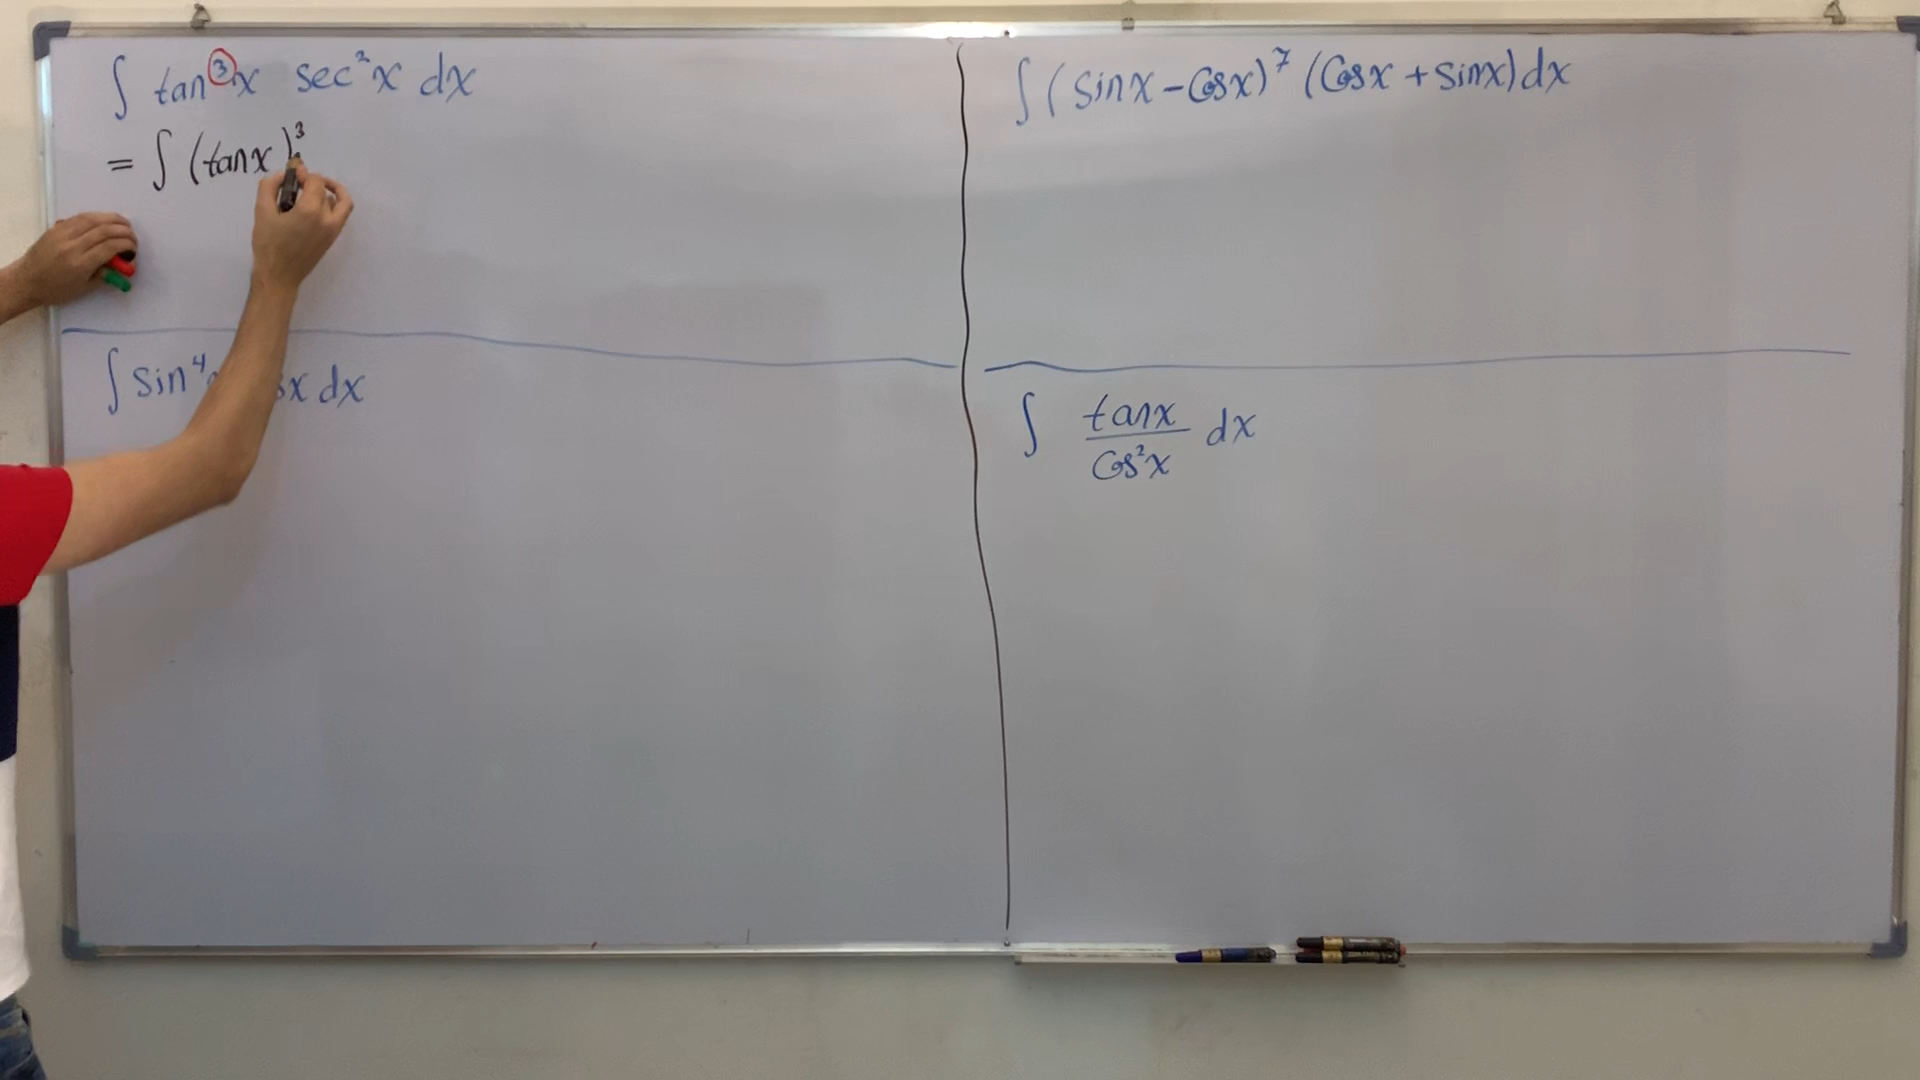 ∫ tan³x sec²x dx
= ∫ (tanx)³
∫ sin⁴ x dx
∫ (sinx - Cosx)⁷ (Cosx + sinx) dx
∫ tanx / Cos²x dx